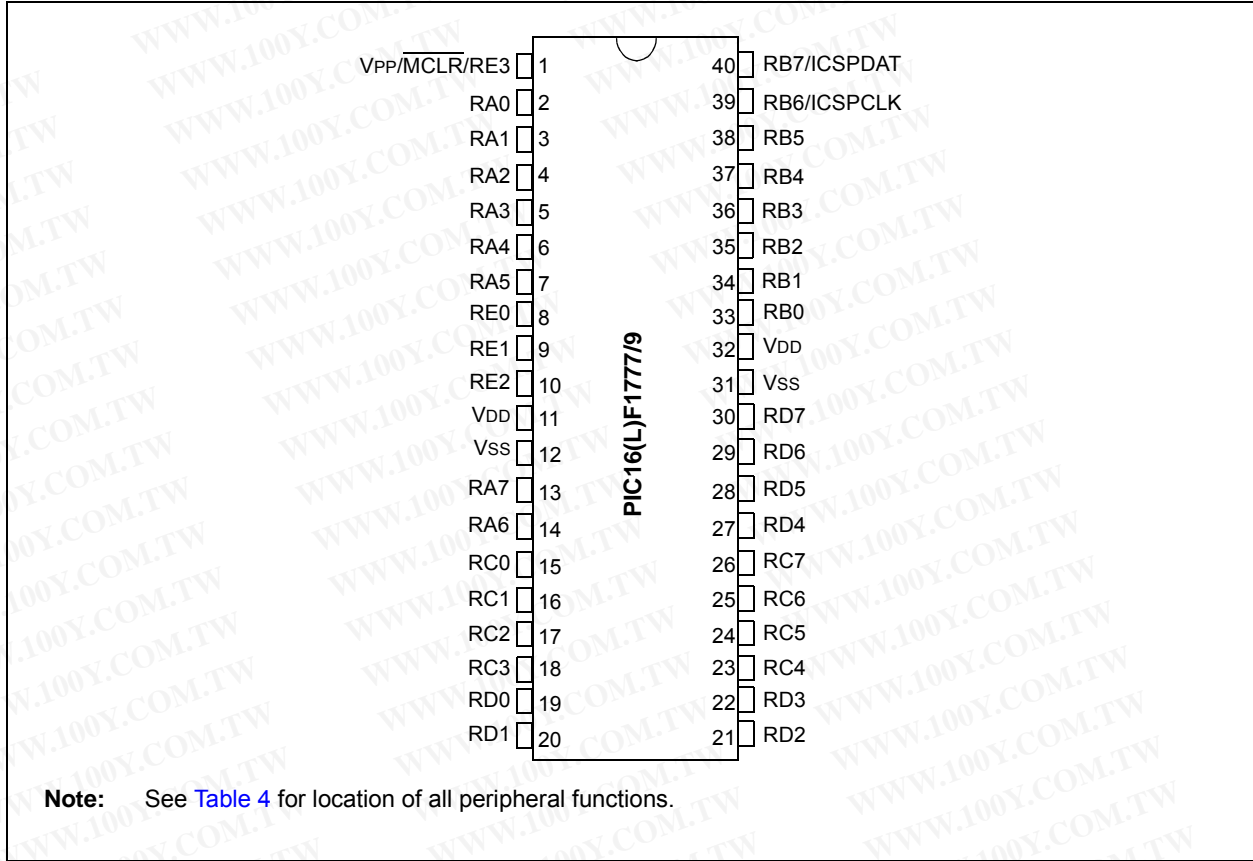 VPP/MCLR/RE3 1 40 RB7/ICSPDAT
RA0 2 39 RB6/ICSPCLK
RA1 3 38 RB5
RA2 4 37 RB4
RA3 5 36 RB3
RA4 6 35 RB2
RA5 7 34 RB1
RE0 8 33 RB0
RE1 9 32 VDD
RE2 10 31 VSS
VDD 11 30 RD7
VSS 12 29 RD6
RA7 13 28 RD5
RA6 14 27 RD4
RC0 15 26 RC7
RC1 16 25 RC6
RC2 17 24 RC5
RC3 18 23 RC4
RD0 19 22 RD3
RD1 20 21 RD2
PIC16(L)F1777/9
Note: See Table 4 for location of all peripheral functions.
WWW.100Y.COM.TW